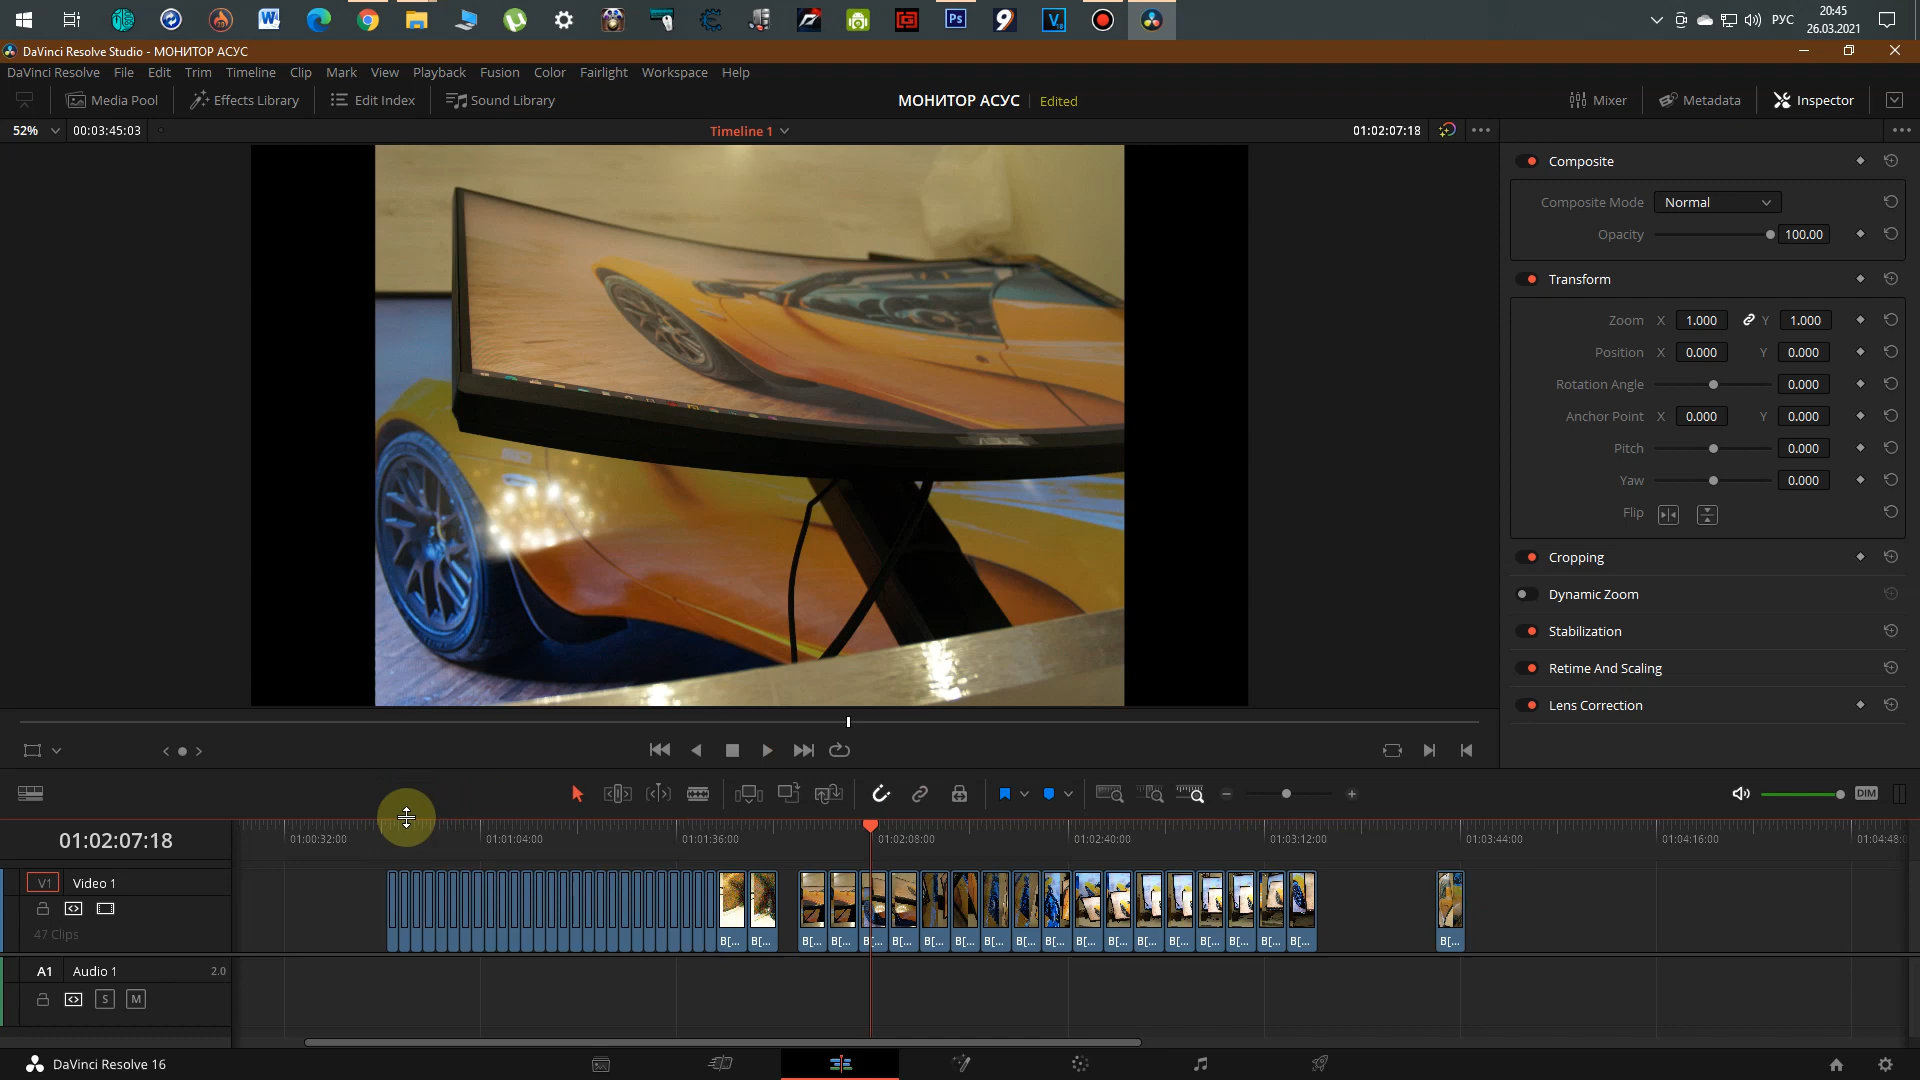 РУС
20:45
26.03.2021
DaVinci Resolve Studio - МОНИТОР АСУС
DaVinci Resolve File Edit Trim Timeline Clip Mark View Playback Fusion Color Fairlight Workspace Help
Media Pool Effects Library Edit Index Sound Library МОНИТОР АСУС Edited Mixer Metadata Inspector
52% 00:03:45:03 Timeline 1 01:02:07:18
Composite
Composite Mode Normal
Opacity 100.00
Transform
Zoom X 1.000 Y 1.000
Position X 0.000 Y 0.000
Rotation Angle 0.000
Anchor Point X 0.000 Y 0.000
Pitch 0.000
Yaw 0.000
Flip
Cropping
Dynamic Zoom
Stabilization
Retime And Scaling
Lens Correction
DIM
01:02:07:18 01:00:32:00 01:01:04:00 01:01:36:00 01:02:08:00 01:02:40:00 01:03:12:00 01:03:44:00 01:04:16:00 01:04:48:
V1 Video 1
47 Clips
B[... B[... B[... B[... B[... B[... B[... B[... B[... B[... B[... B[... B[... B[... B[... B[... B[... B[... B[... B[...
A1 Audio 1 2.0
S M
DaVinci Resolve 16